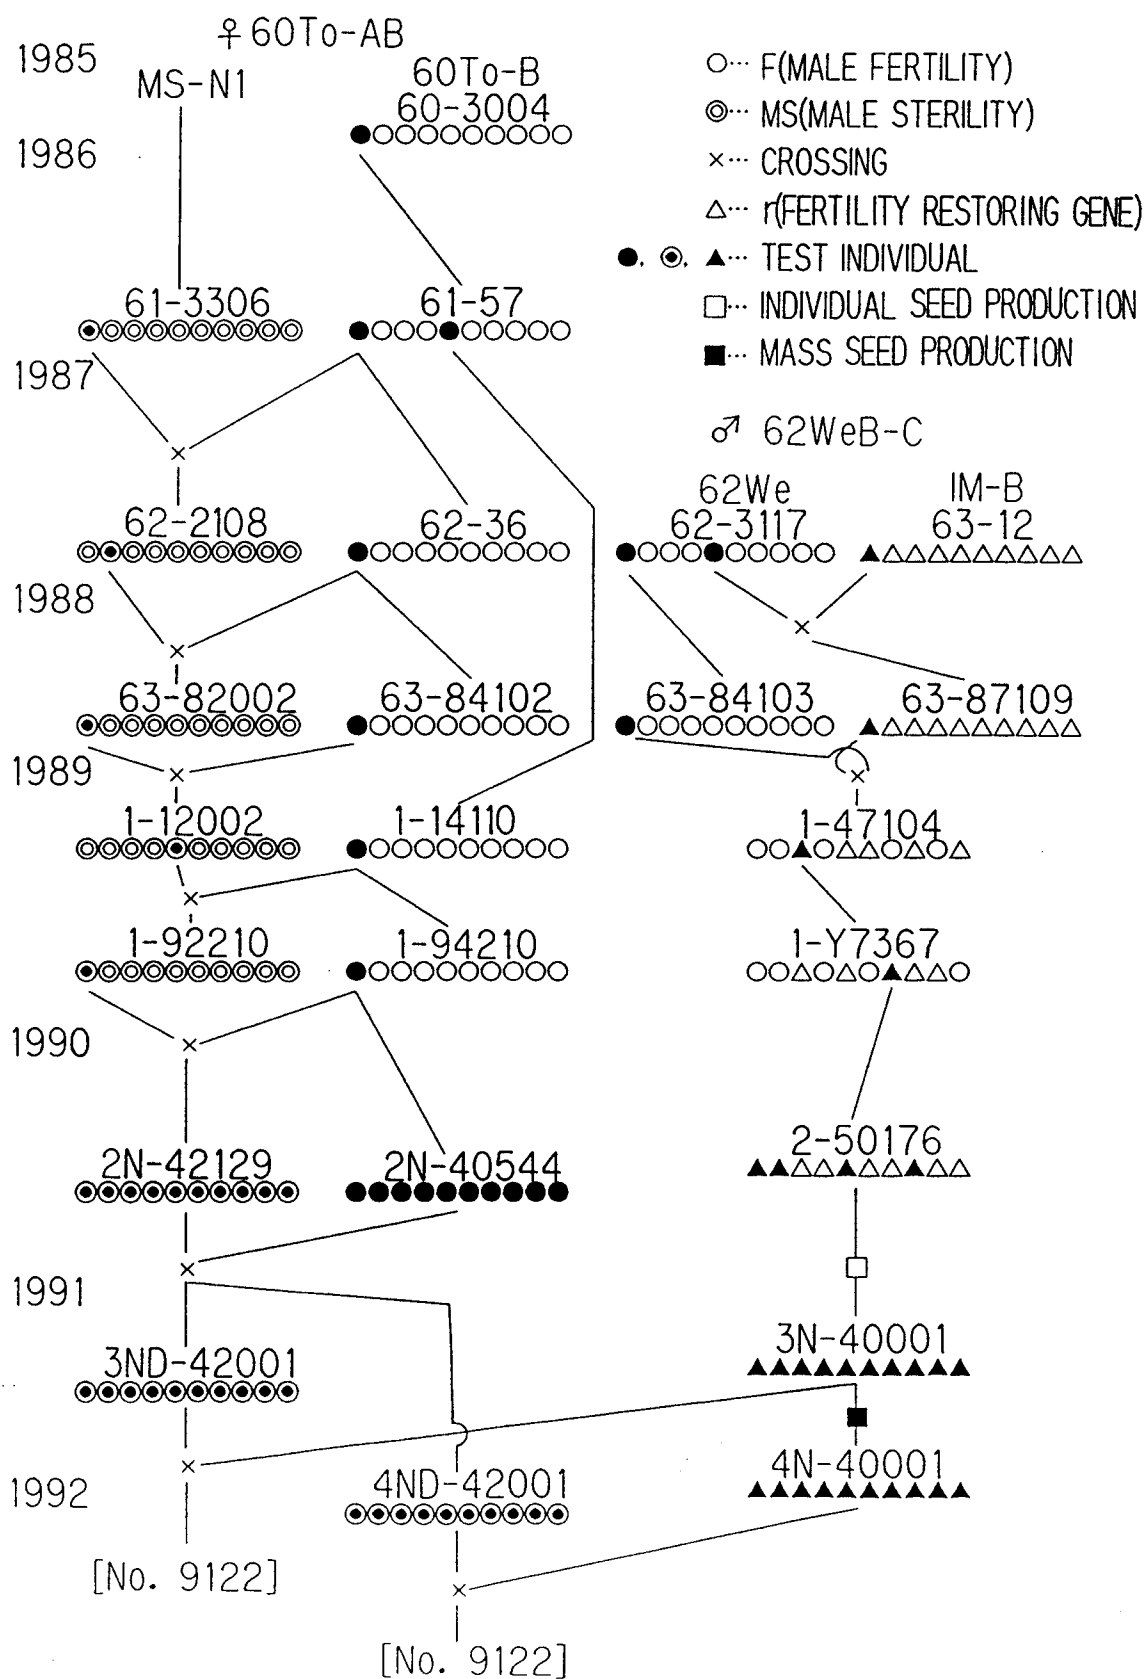 ♀ 60To-AB
1985
MS-N1
60To-B
60-3004
1986
○··· F(MALE FERTILITY)
◎··· MS(MALE STERILITY)
×··· CROSSING
△··· r(FERTILITY RESTORING GENE)
●, ◉, ▲··· TEST INDIVIDUAL
□··· INDIVIDUAL SEED PRODUCTION
■··· MASS SEED PRODUCTION
61-3306
61-57
1987
♂ 62WeB-C
62We
IM-B
62-2108
62-36
62-3117
63-12
1988
63-82002
63-84102
63-84103
63-87109
1989
1-12002
1-14110
1-47104
1-92210
1-94210
1-Y7367
1990
2N-42129
2N-40544
2-50176
1991
3ND-42001
3N-40001
1992
4ND-42001
4N-40001
[No. 9122]
[No. 9122]